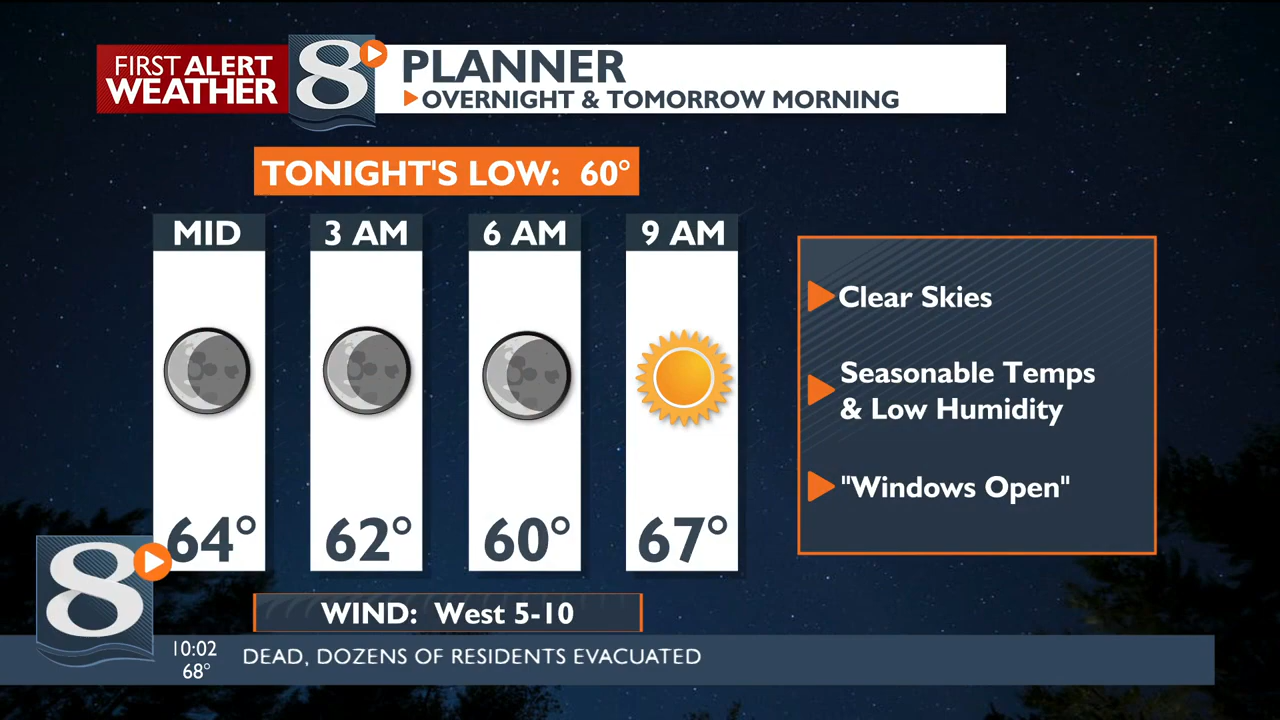 FIRST ALERT
WEATHER
8
PLANNER
OVERNIGHT & TOMORROW MORNING
TONIGHT'S LOW: 60°
MID
3 AM
6 AM
9 AM
64°
62°
60°
67°
Clear Skies
Seasonable Temps
& Low Humidity
"Windows Open"
WIND: West 5-10
8
10:02
68°
DEAD, DOZENS OF RESIDENTS EVACUATED